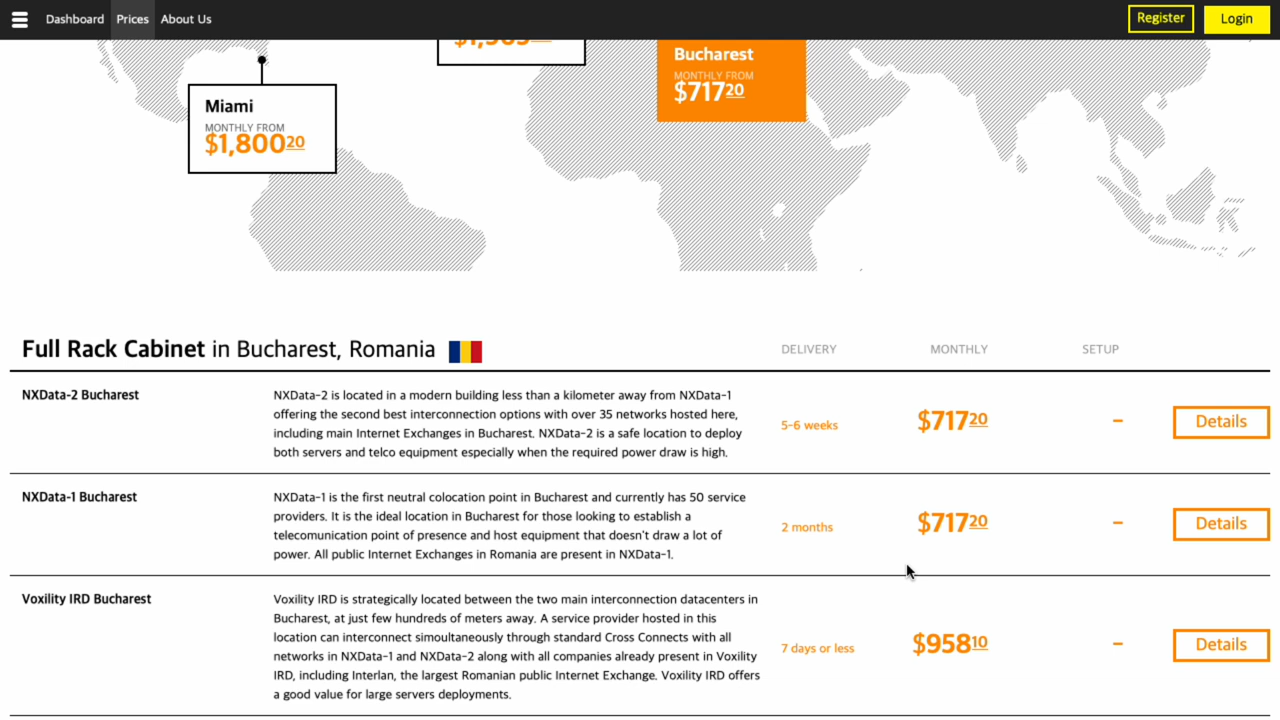 Dashboard Prices About Us Register Login
Bucharest
MONTHLY FROM
$717 20
Miami
MONTHLY FROM
$1,800 20
Full Rack Cabinet in Bucharest, Romania DELIVERY MONTHLY SETUP
NXData-2 Bucharest
NXData-2 is located in a modern building less than a kilometer away from NXData-1
offering the second best interconnection options with over 35 networks hosted here,
including main Internet Exchanges in Bucharest. NXData-2 is a safe location to deploy
both servers and telco equipment especially when the required power draw is high.
5-6 weeks $717 20 – Details
NXData-1 Bucharest
NXData-1 is the first neutral colocation point in Bucharest and currently has 50 service
providers. It is the ideal location in Bucharest for those looking to establish a
telecomunication point of presence and host equipment that doesn't draw a lot of
power. All public Internet Exchanges in Romania are present in NXData-1.
2 months $717 20 – Details
Voxility IRD Bucharest
Voxility IRD is strategically located between the two main interconnection datacenters in
Bucharest, at just few hundreds of meters away. A service provider hosted in this
location can interconnect simoultaneously through standard Cross Connects with all
networks in NXData-1 and NXData-2 along with all companies already present in Voxility
IRD, including Interlan, the largest Romanian public Internet Exchange. Voxility IRD offers
a good value for large servers deployments.
7 days or less $958 10 – Details